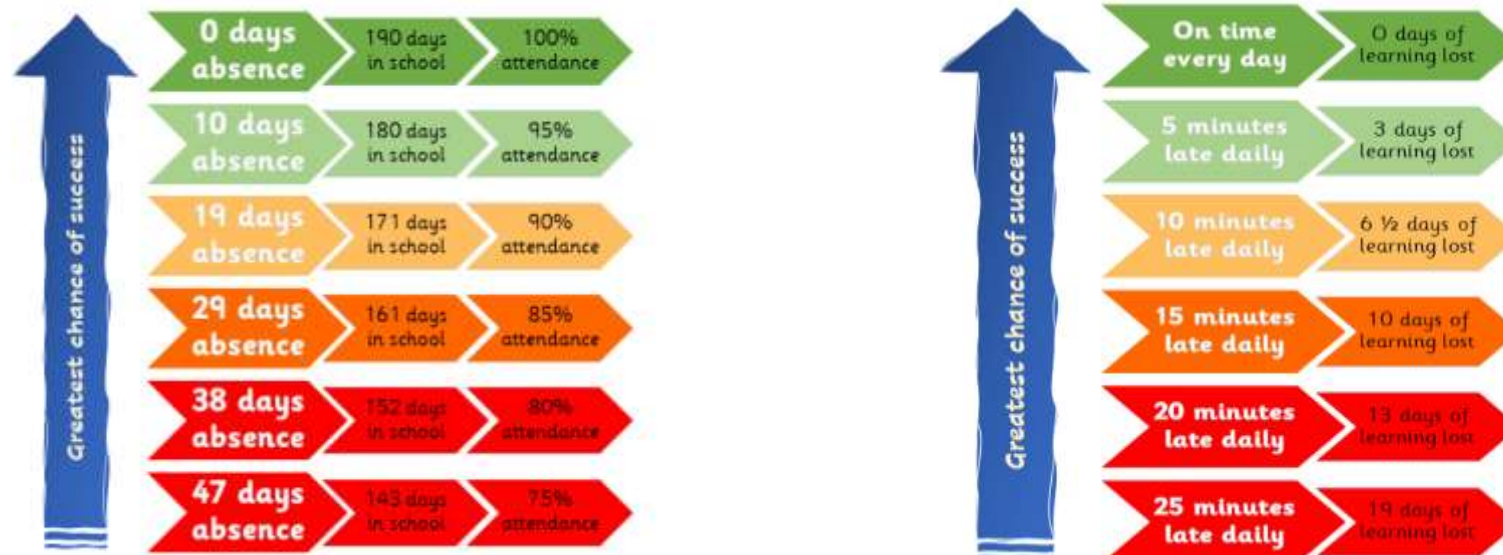 Greatest chance of success
0 days
absence
190 days
in school
100%
attendance
10 days
absence
180 days
in school
95%
attendance
19 days
absence
171 days
in school
90%
attendance
29 days
absence
161 days
in school
85%
attendance
38 days
absence
152 days
in school
80%
attendance
47 days
absence
143 days
in school
75%
attendance
Greatest chance of success
On time
every day
0 days of
learning lost
5 minutes
late daily
3 days of
learning lost
10 minutes
late daily
6 ½ days of
learning lost
15 minutes
late daily
10 days of
learning lost
20 minutes
late daily
13 days of
learning lost
25 minutes
late daily
19 days of
learning lost